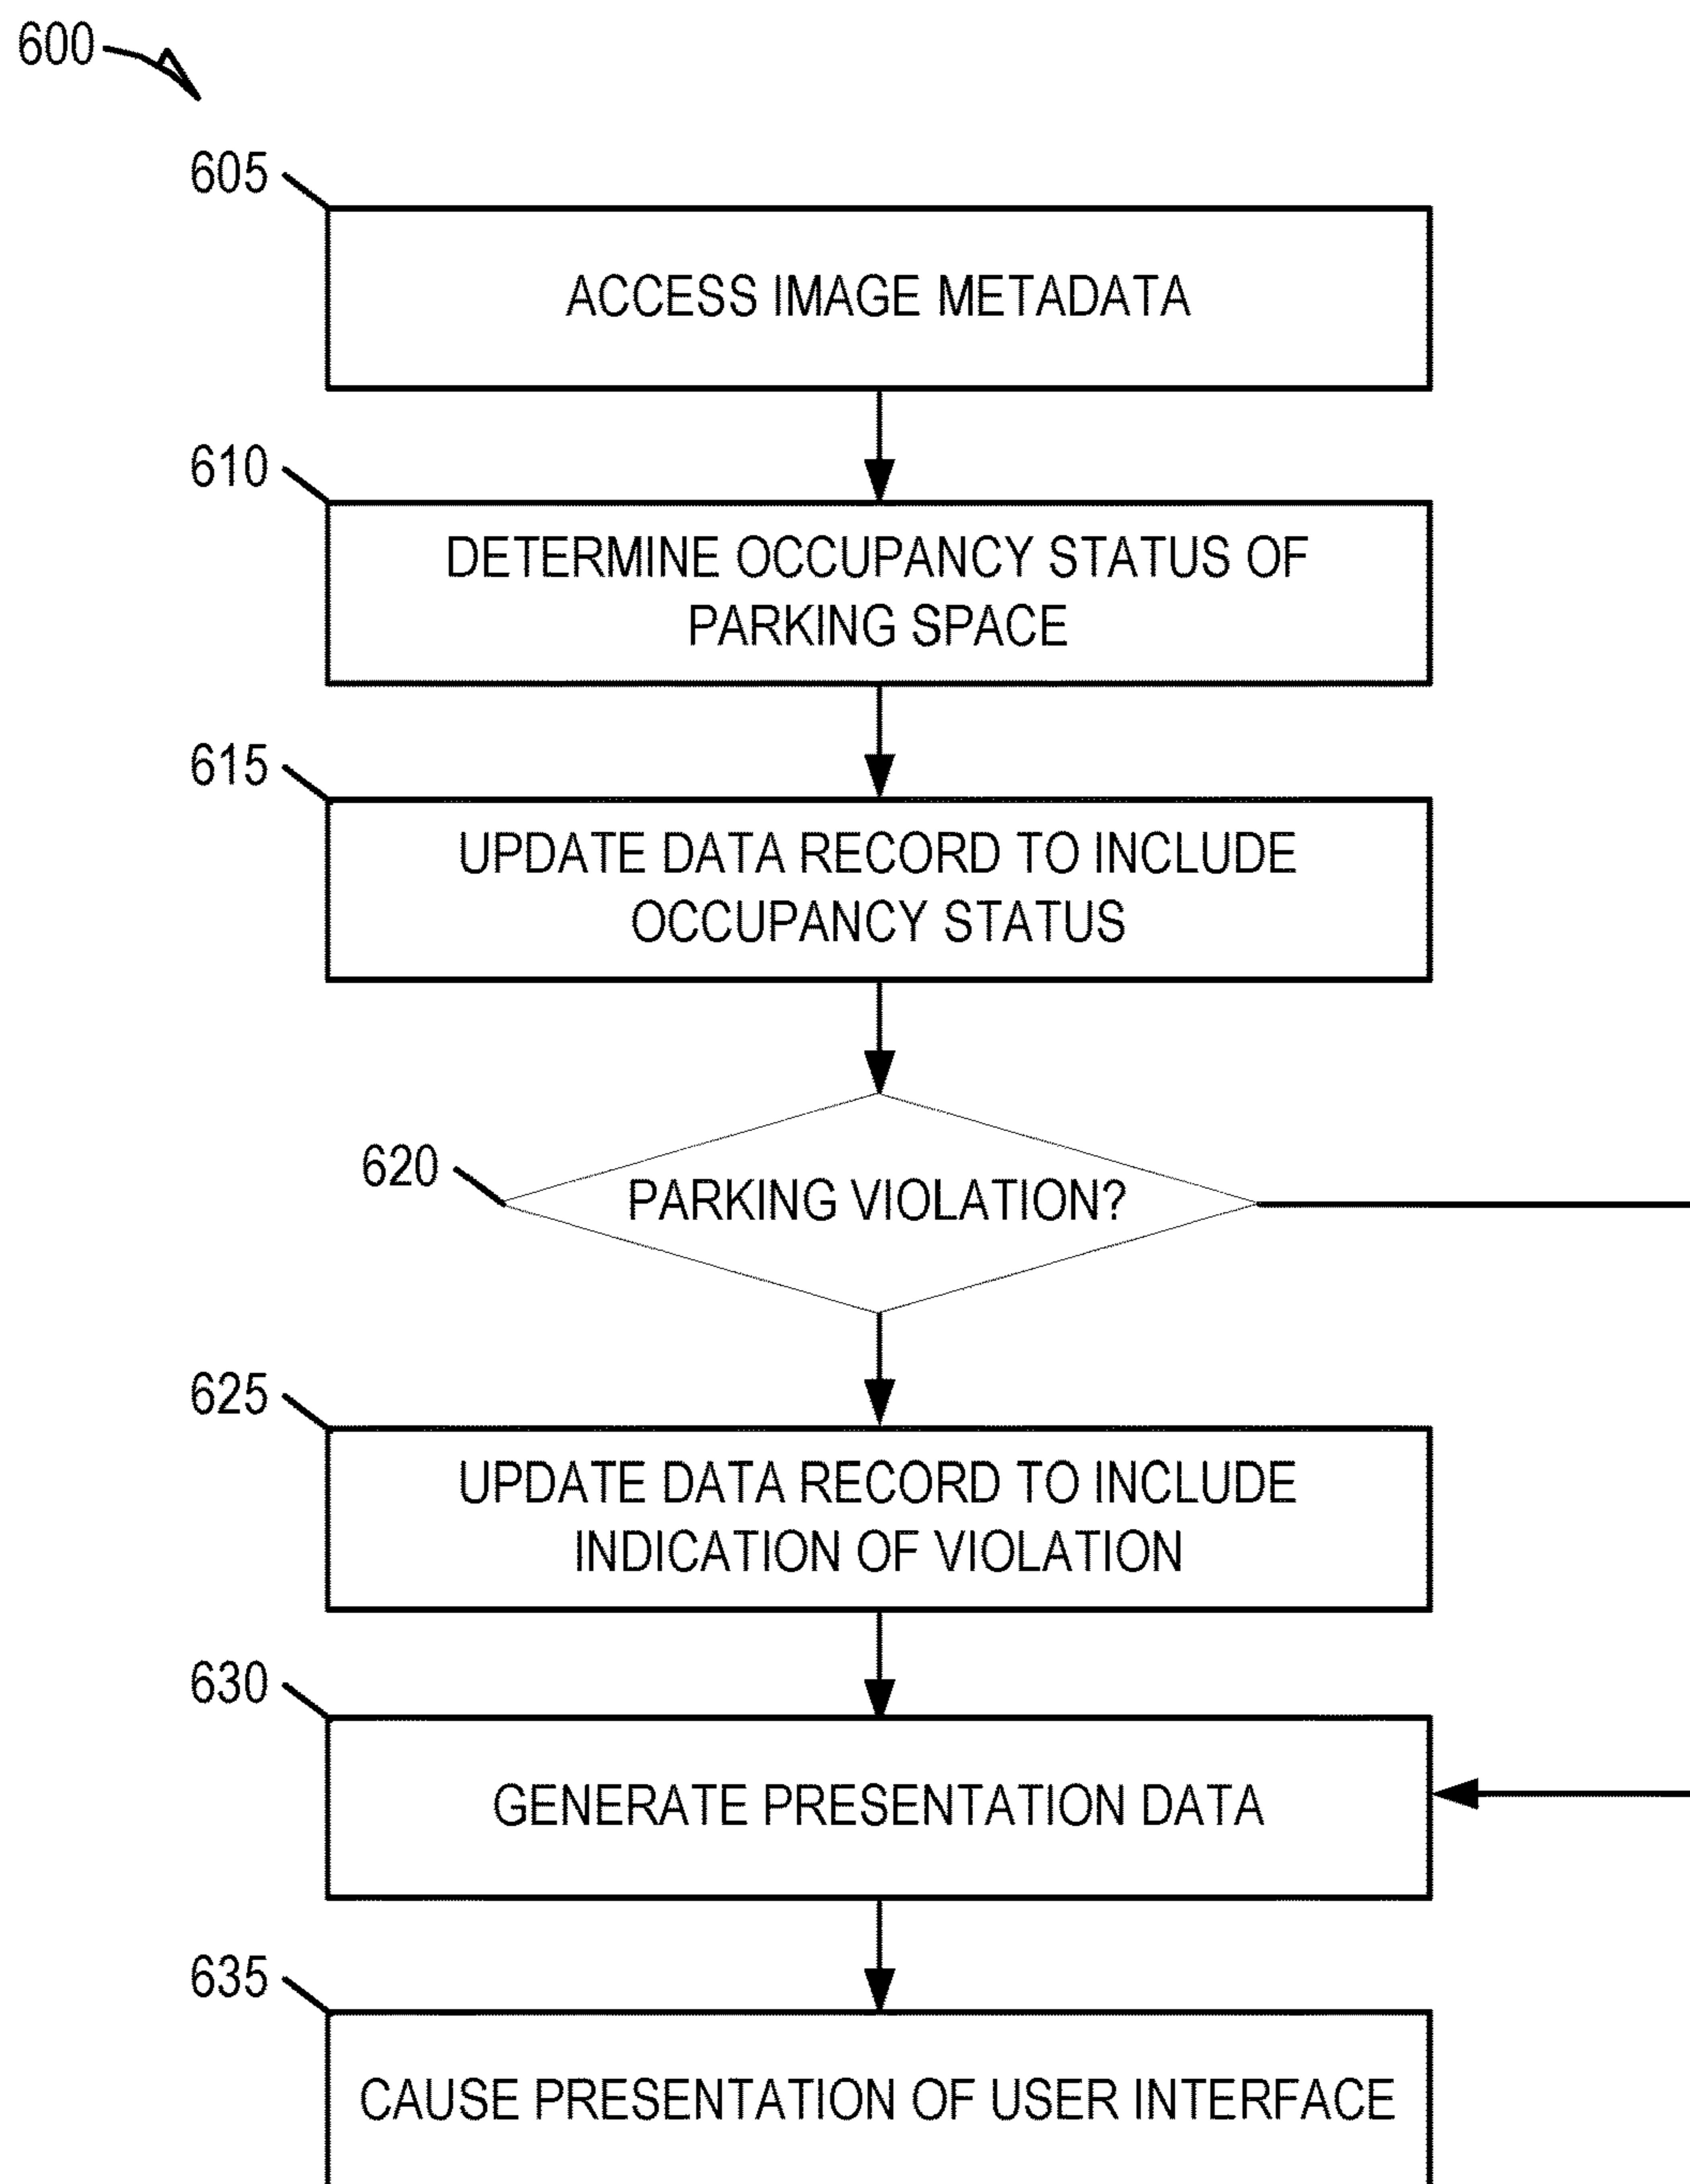 600
605
ACCESS IMAGE METADATA
610
DETERMINE OCCUPANCY STATUS OF
PARKING SPACE
615
UPDATE DATA RECORD TO INCLUDE
OCCUPANCY STATUS
620
PARKING VIOLATION?
625
UPDATE DATA RECORD TO INCLUDE
INDICATION OF VIOLATION
630
GENERATE PRESENTATION DATA
635
CAUSE PRESENTATION OF USER INTERFACE